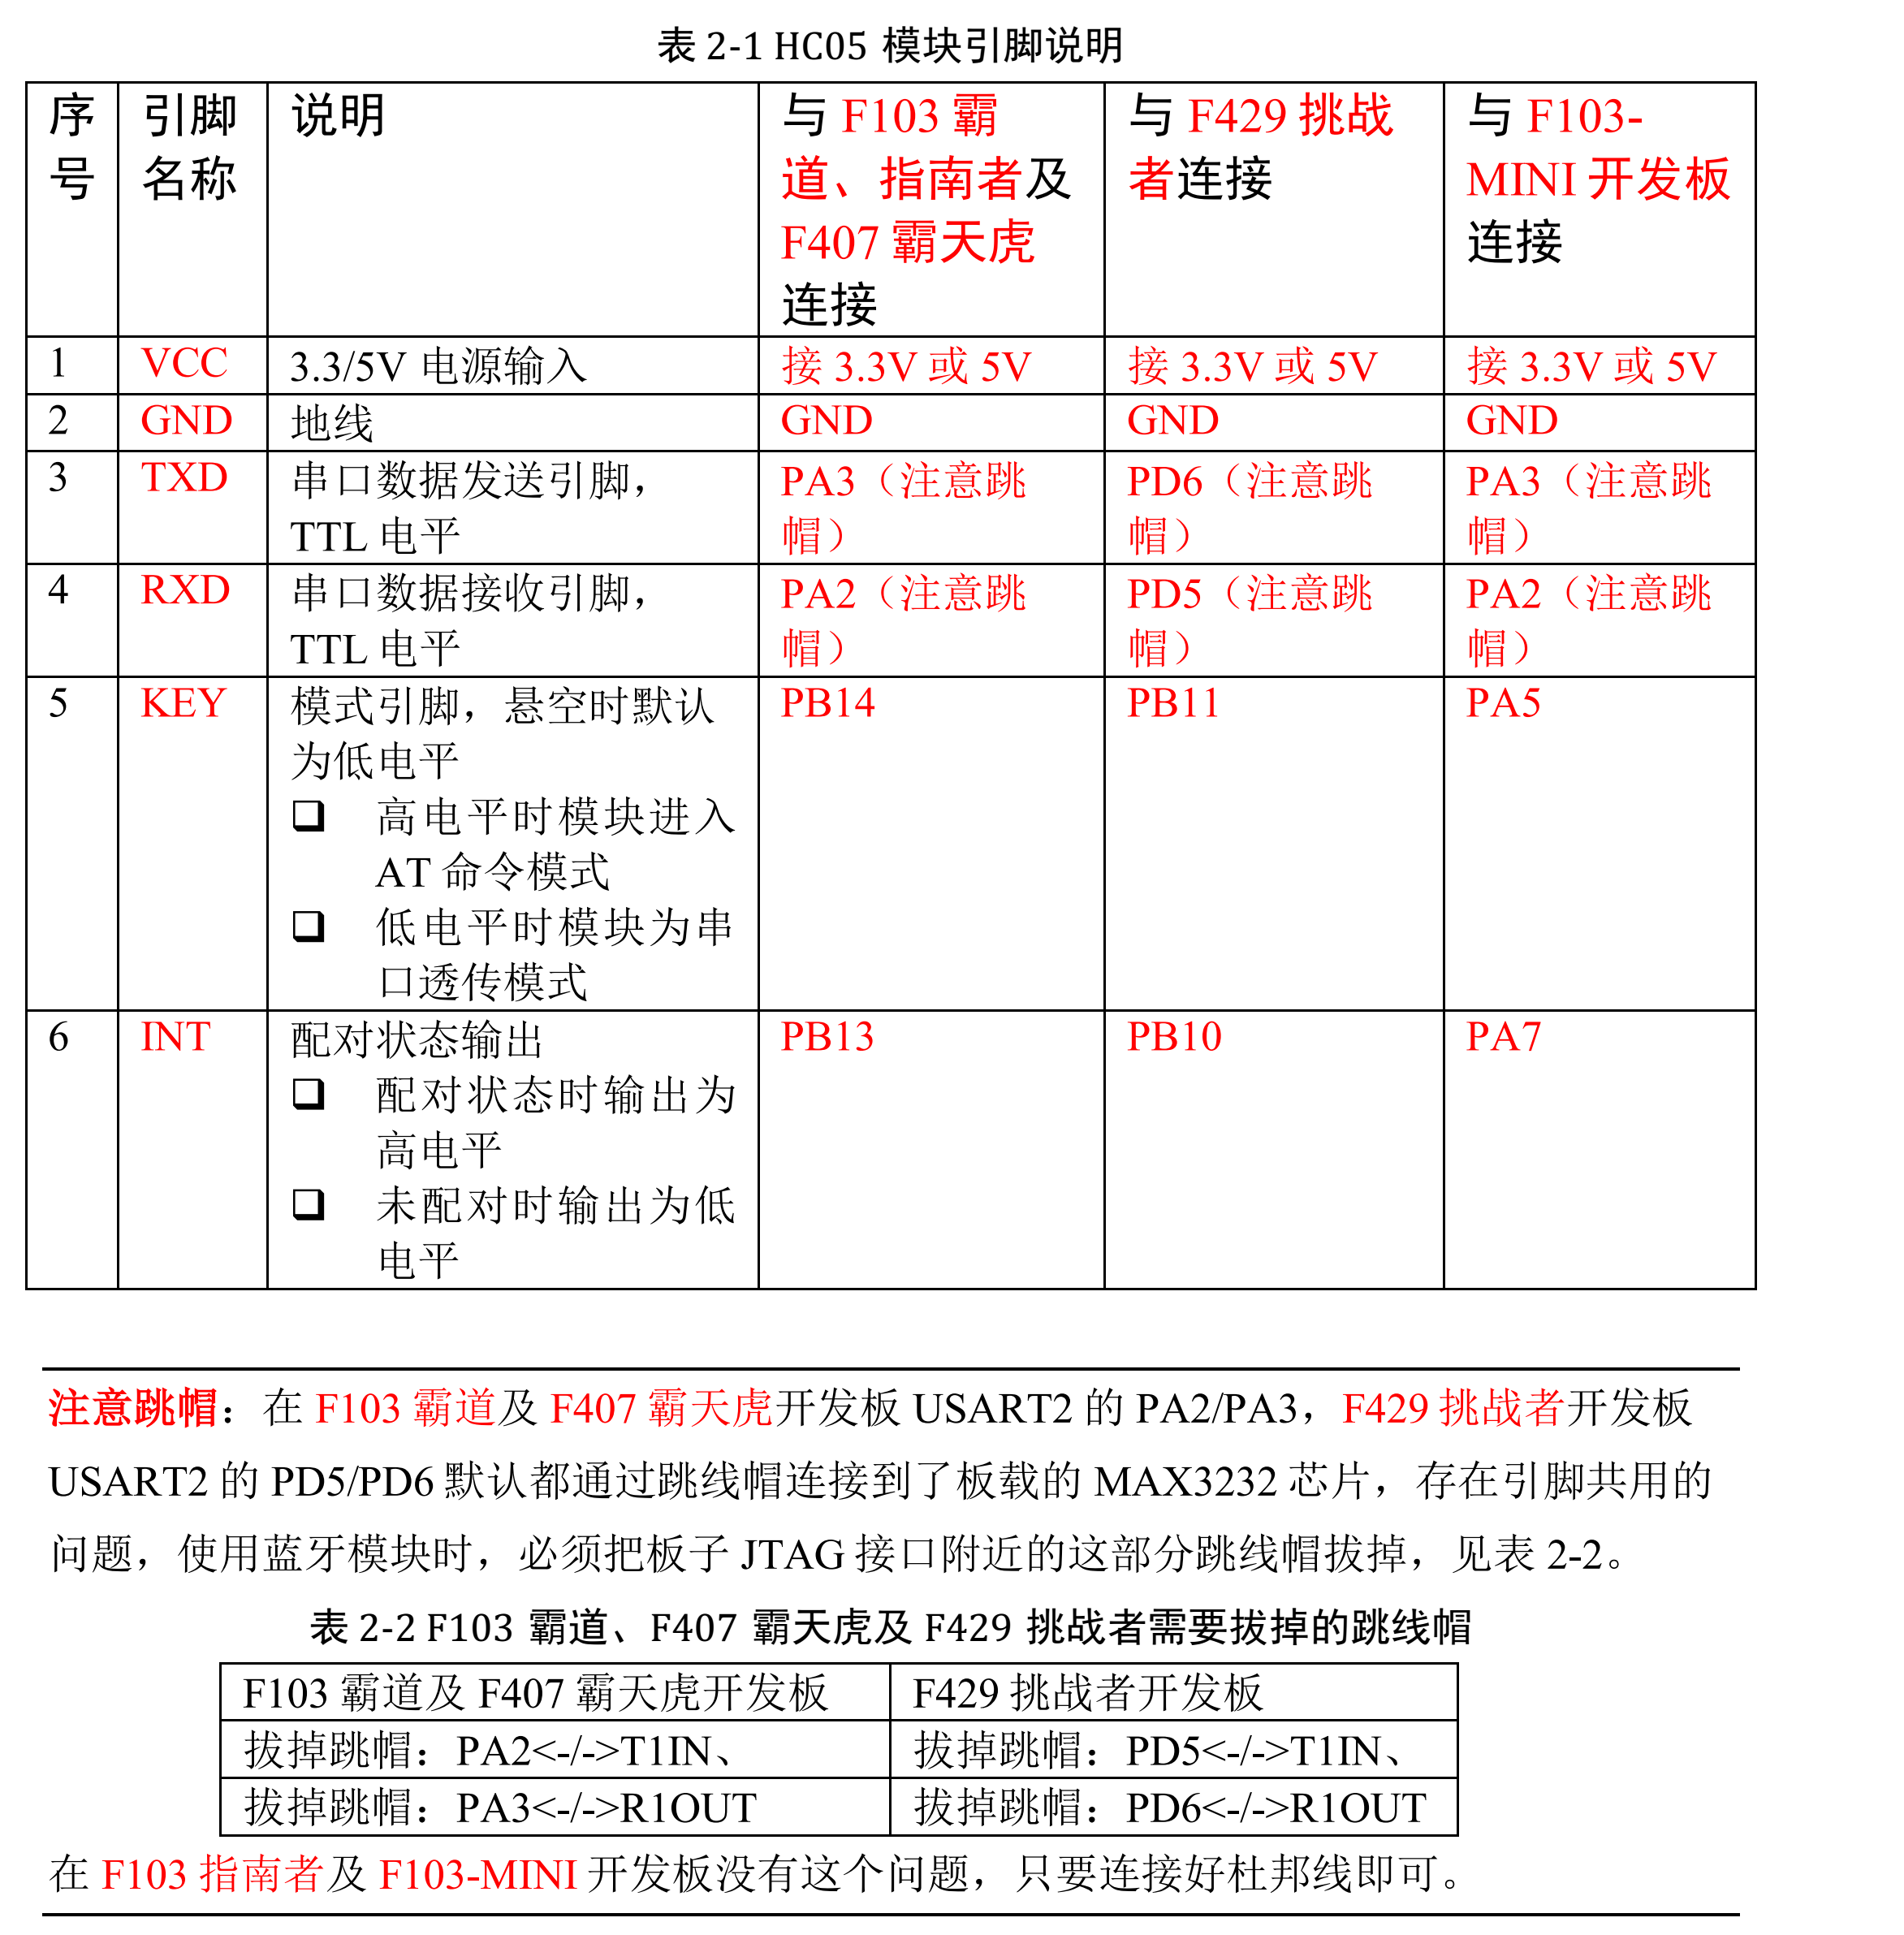 表 2-1 HC05 模块引脚说明
序号 引脚名称 说明 与 F103 霸道、指南者及 F407 霸天虎连接 与 F429 挑战者连接 与 F103-MINI 开发板连接
1 VCC 3.3/5V 电源输入 接 3.3V 或 5V 接 3.3V 或 5V 接 3.3V 或 5V
2 GND 地线 GND GND GND
3 TXD 串口数据发送引脚，TTL 电平 PA3（注意跳帽） PD6（注意跳帽） PA3（注意跳帽）
4 RXD 串口数据接收引脚，TTL 电平 PA2（注意跳帽） PD5（注意跳帽） PA2（注意跳帽）
5 KEY 模式引脚，悬空时默认为低电平 PB14 PB11 PA5
❑ 高电平时模块进入
AT 命令模式
❑ 低电平时模块为串
口透传模式
6 INT 配对状态输出 PB13 PB10 PA7
❑ 配对状态时输出为
高电平
❑ 未配对时输出为低
电平
注意跳帽：在 F103 霸道及 F407 霸天虎开发板 USART2 的 PA2/PA3，F429 挑战者开发板
USART2 的 PD5/PD6 默认都通过跳线帽连接到了板载的 MAX3232 芯片，存在引脚共用的
问题，使用蓝牙模块时，必须把板子 JTAG 接口附近的这部分跳线帽拔掉，见表 2-2。
表 2-2 F103 霸道、F407 霸天虎及 F429 挑战者需要拔掉的跳线帽
F103 霸道及 F407 霸天虎开发板 F429 挑战者开发板
拔掉跳帽：PA2<-/->T1IN、 拔掉跳帽：PD5<-/->T1IN、
拔掉跳帽：PA3<-/->R1OUT 拔掉跳帽：PD6<-/->R1OUT
在 F103 指南者及 F103-MINI 开发板没有这个问题，只要连接好杜邦线即可。